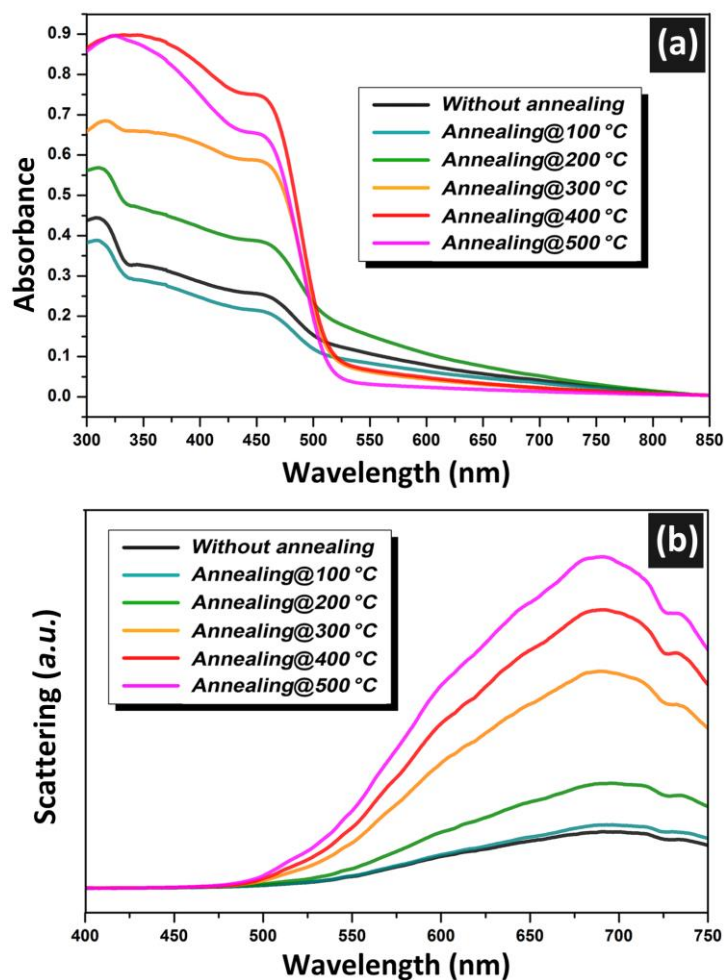 (a)
Without annealing
Annealing@100 °C
Annealing@200 °C
Annealing@300 °C
Annealing@400 °C
Annealing@500 °C
Absorbance
0.9
0.8
0.7
0.6
0.5
0.4
0.3
0.2
0.1
0.0
300 350 400 450 500 550 600 650 700 750 800 850
Wavelength (nm)
(b)
Without annealing
Annealing@100 °C
Annealing@200 °C
Annealing@300 °C
Annealing@400 °C
Annealing@500 °C
Scattering (a.u.)
400 450 500 550 600 650 700 750
Wavelength (nm)